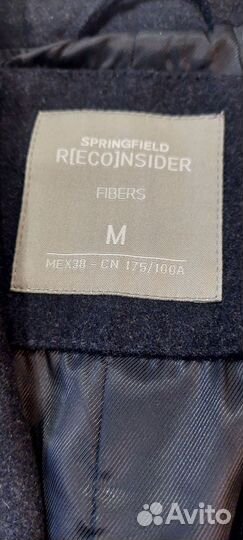 SPRINGFIELD
R[ECO]NSIDER
FIBERS
M
MEX38 - CN 175/100A
Avito